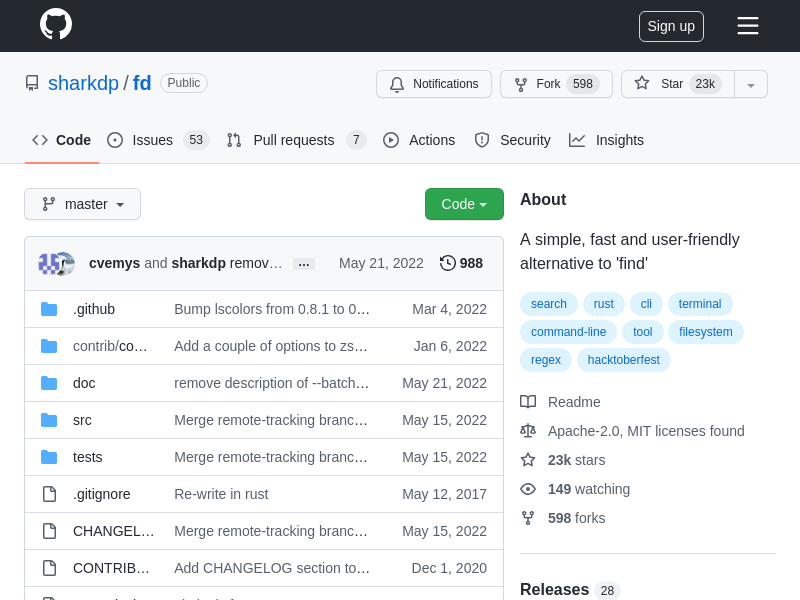 Sign up
sharkdp / fd Public
Notifications
Fork 598
Star 23k
Code
Issues 53
Pull requests 7
Actions
Security
Insights
master
Code
cvemys and sharkdp remov… ... May 21, 2022 988
.github Bump lscolors from 0.8.1 to 0… Mar 4, 2022
contrib/co… Add a couple of options to zs… Jan 6, 2022
doc remove description of --batch… May 21, 2022
src Merge remote-tracking branc… May 15, 2022
tests Merge remote-tracking branc… May 15, 2022
.gitignore Re-write in rust May 12, 2017
CHANGEL… Merge remote-tracking branc… May 15, 2022
CONTRIB… Add CHANGELOG section to… Dec 1, 2020
About
A simple, fast and user-friendly
alternative to 'find'
search rust cli terminal
command-line tool filesystem
regex hacktoberfest
Readme
Apache-2.0, MIT licenses found
23k stars
149 watching
598 forks
Releases 28